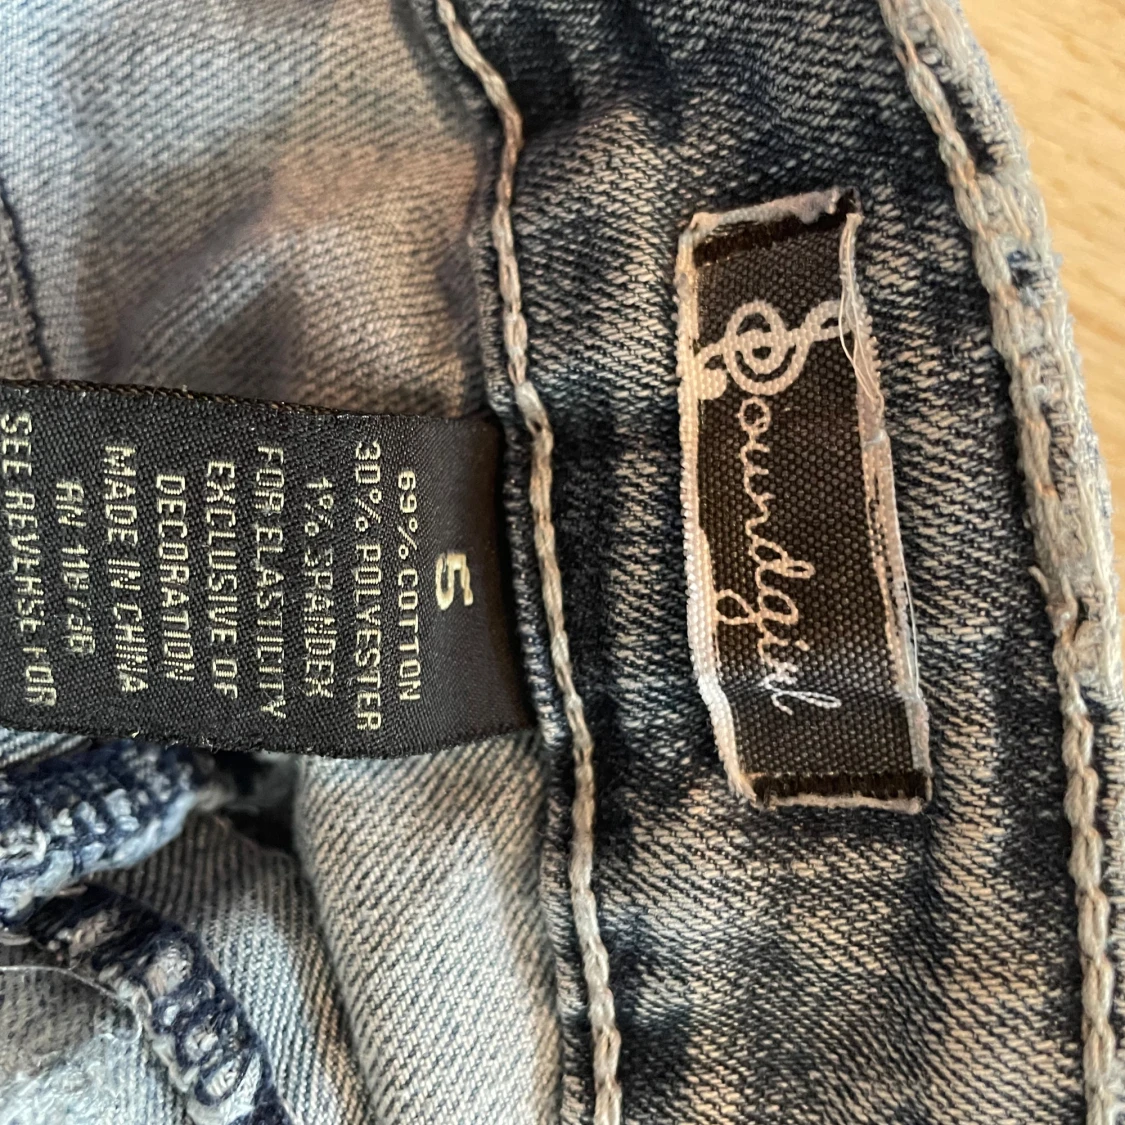 Soundgirl
5
69% COTTON
30% POLYESTER
1% SPANDEX
FOR ELASTICITY
EXCLUSIVE OF
DECORATION
MADE IN CHINA
RN
SEE REVERSE FOR